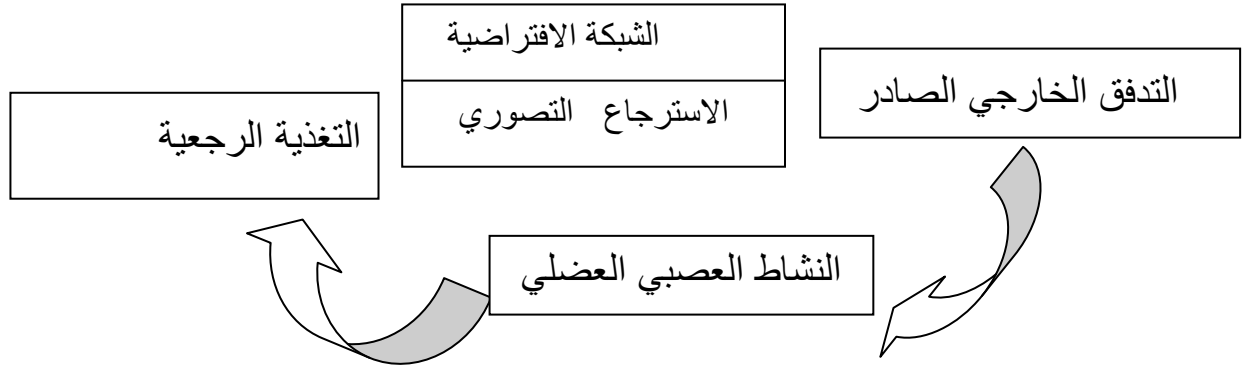 الشبكة الافتراضية
الاسترجاع التصوري
التدفق الخارجي الصادر
التغذية الرجعية
النشاط العصبي العضلي